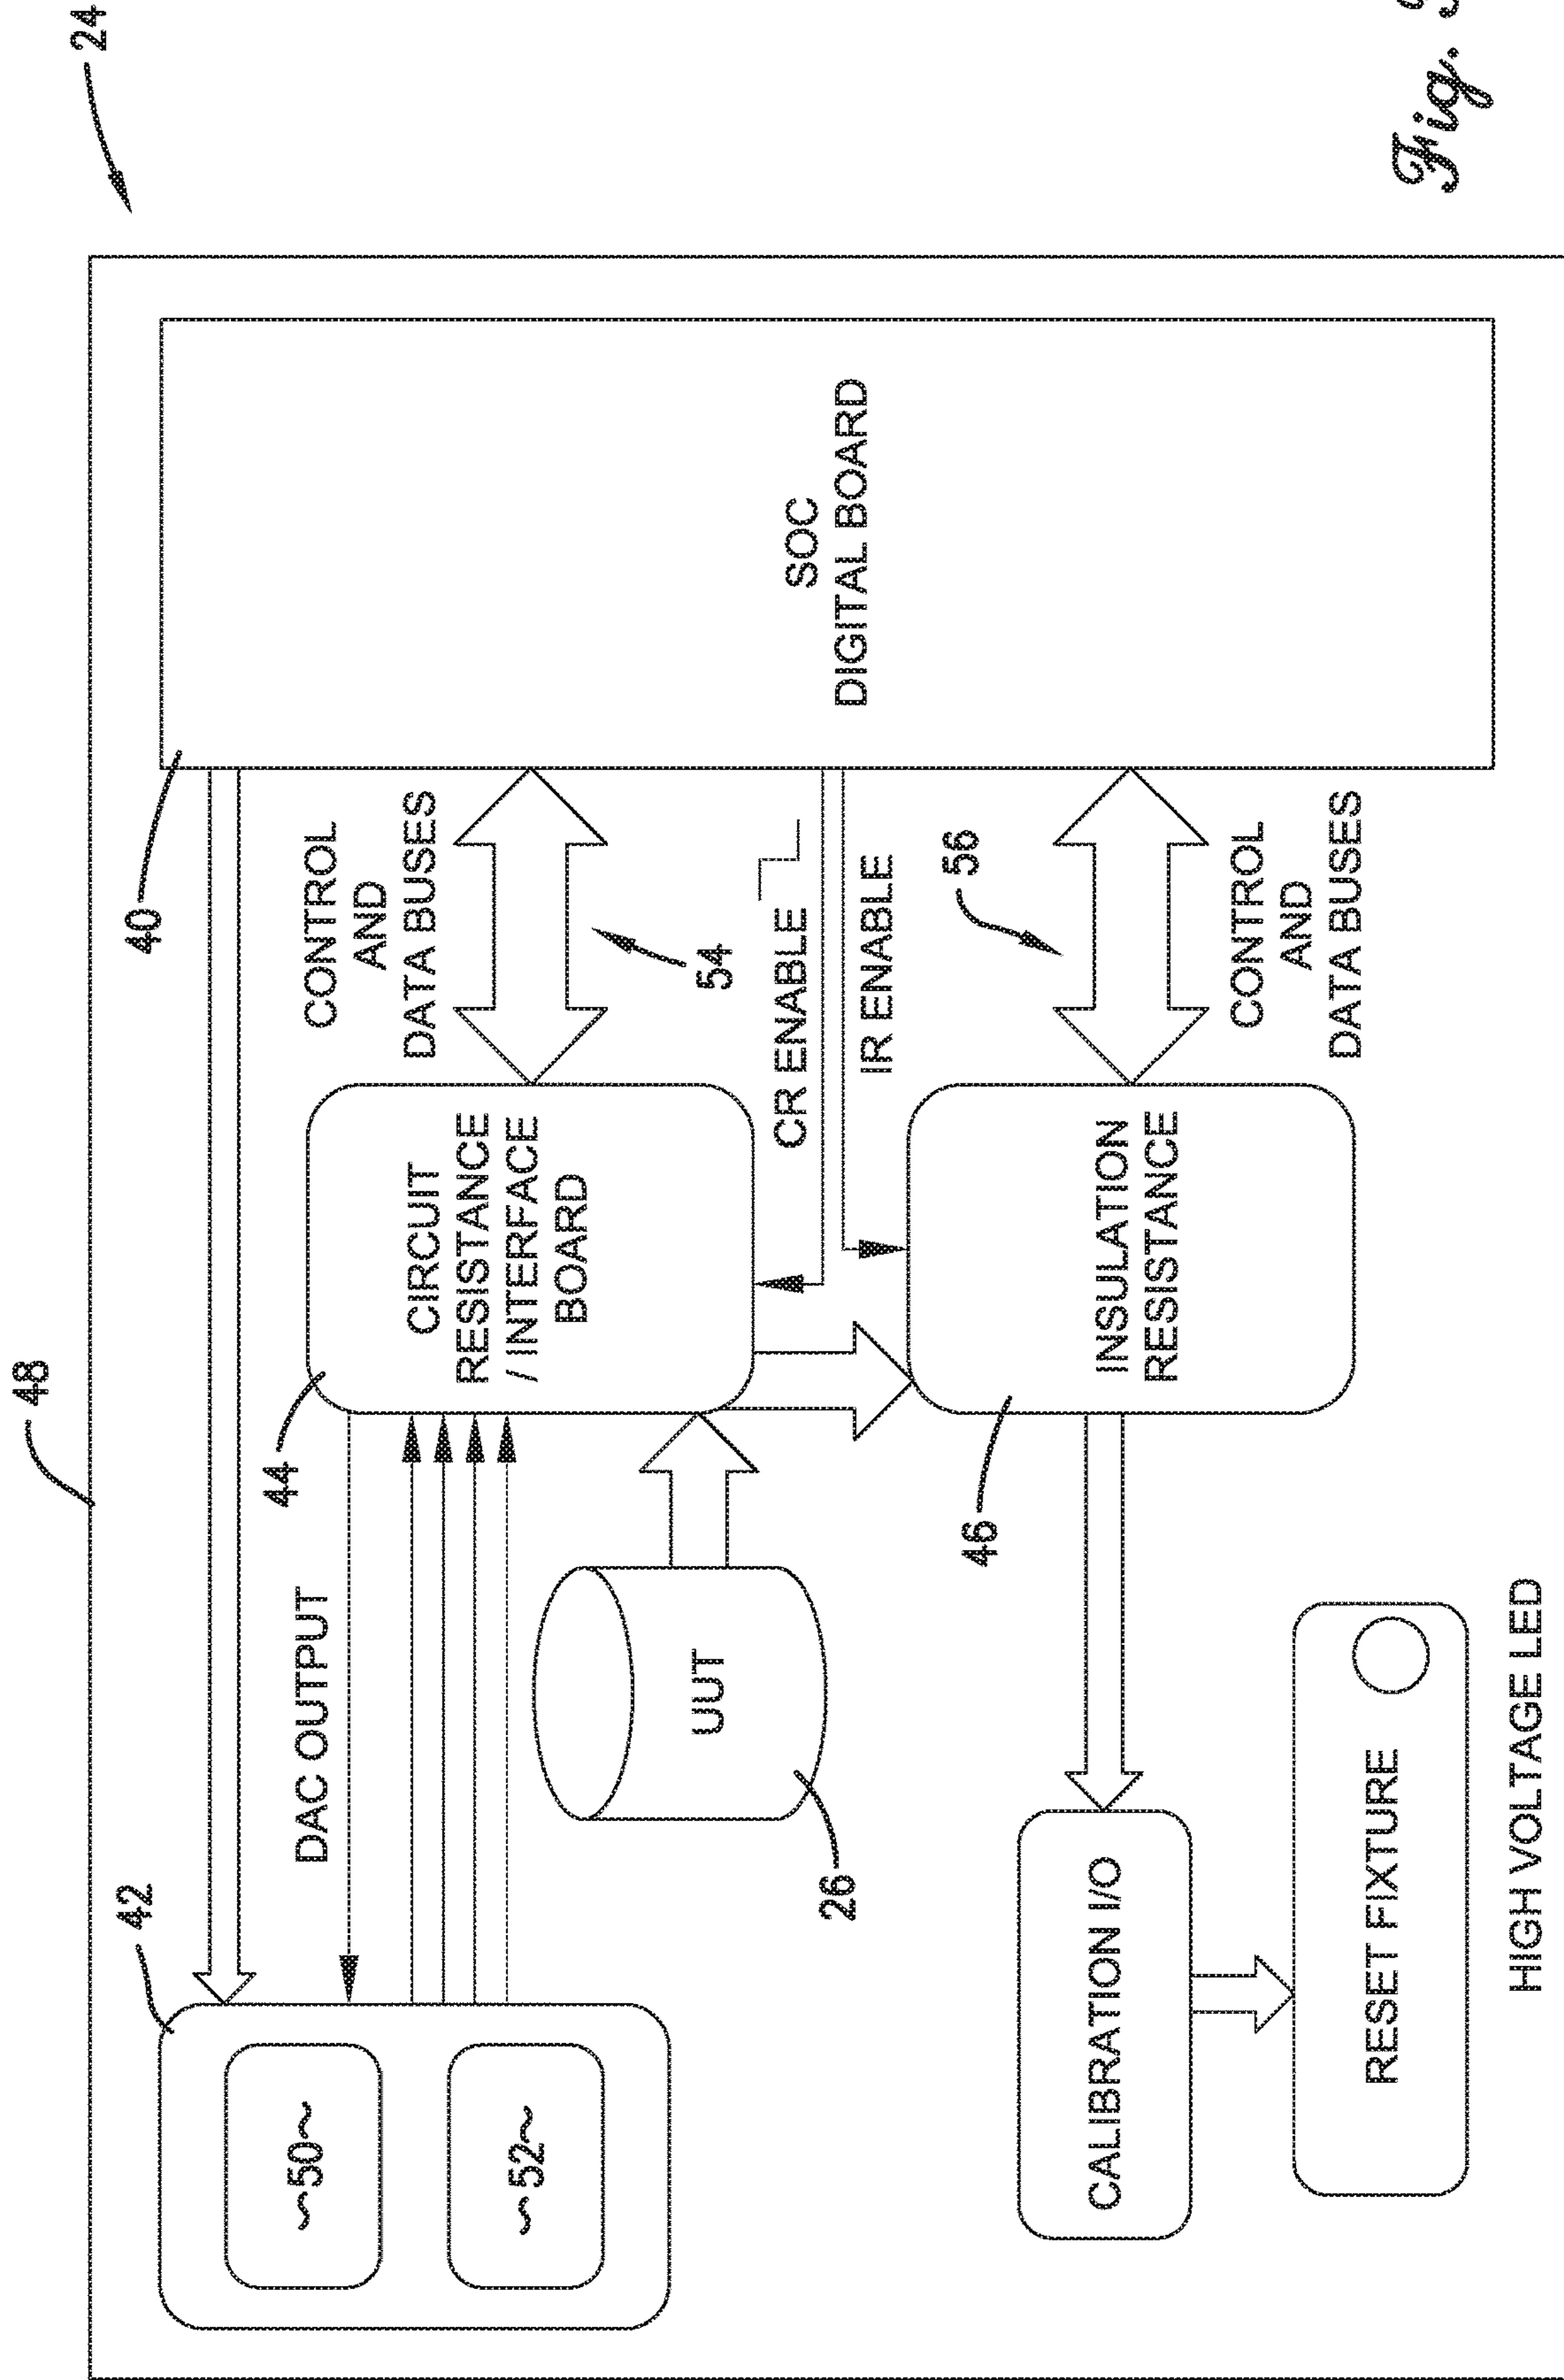 48
24
42
40
44
~50~
DAC OUTPUT
CONTROL
AND
DATA BUSES
CIRCUIT
RESISTANCE
/ INTERFACE
BOARD
~52~
54
UUT
26
CR ENABLE
IR ENABLE
SOC
DIGITAL BOARD
46
56
CALIBRATION I/O
INSULATION
RESISTANCE
CONTROL
AND
DATA BUSES
RESET FIXTURE
HIGH VOLTAGE LED
Fig.